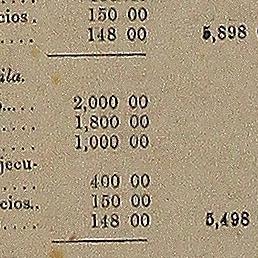 cios. 150 00
.... 148 00 5,898
ila.
..... 2,000 00
.... 1,800 00
.... 1,000 00
jecu-
.... 400 00
cios.. 150 00
.... 148 00 5,498